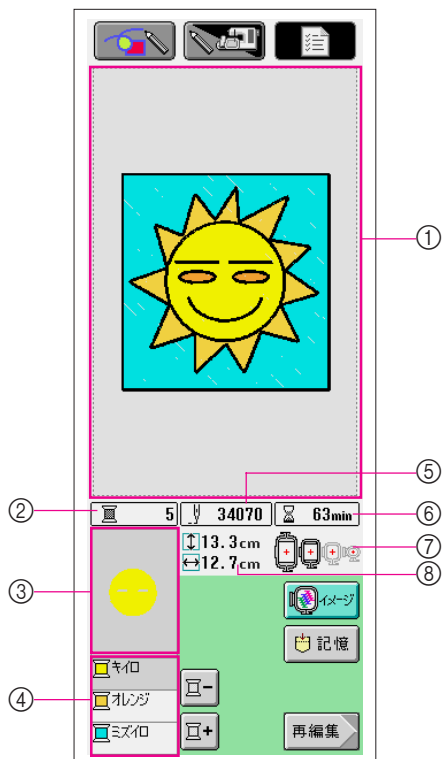 ①
② 5 34070 63min ⑤ ⑥
13.3cm ⑦
12.7cm ⑧
③
イメージ
記憶
④ キイロ
オレンジ
ミズイロ
−
+
再編集